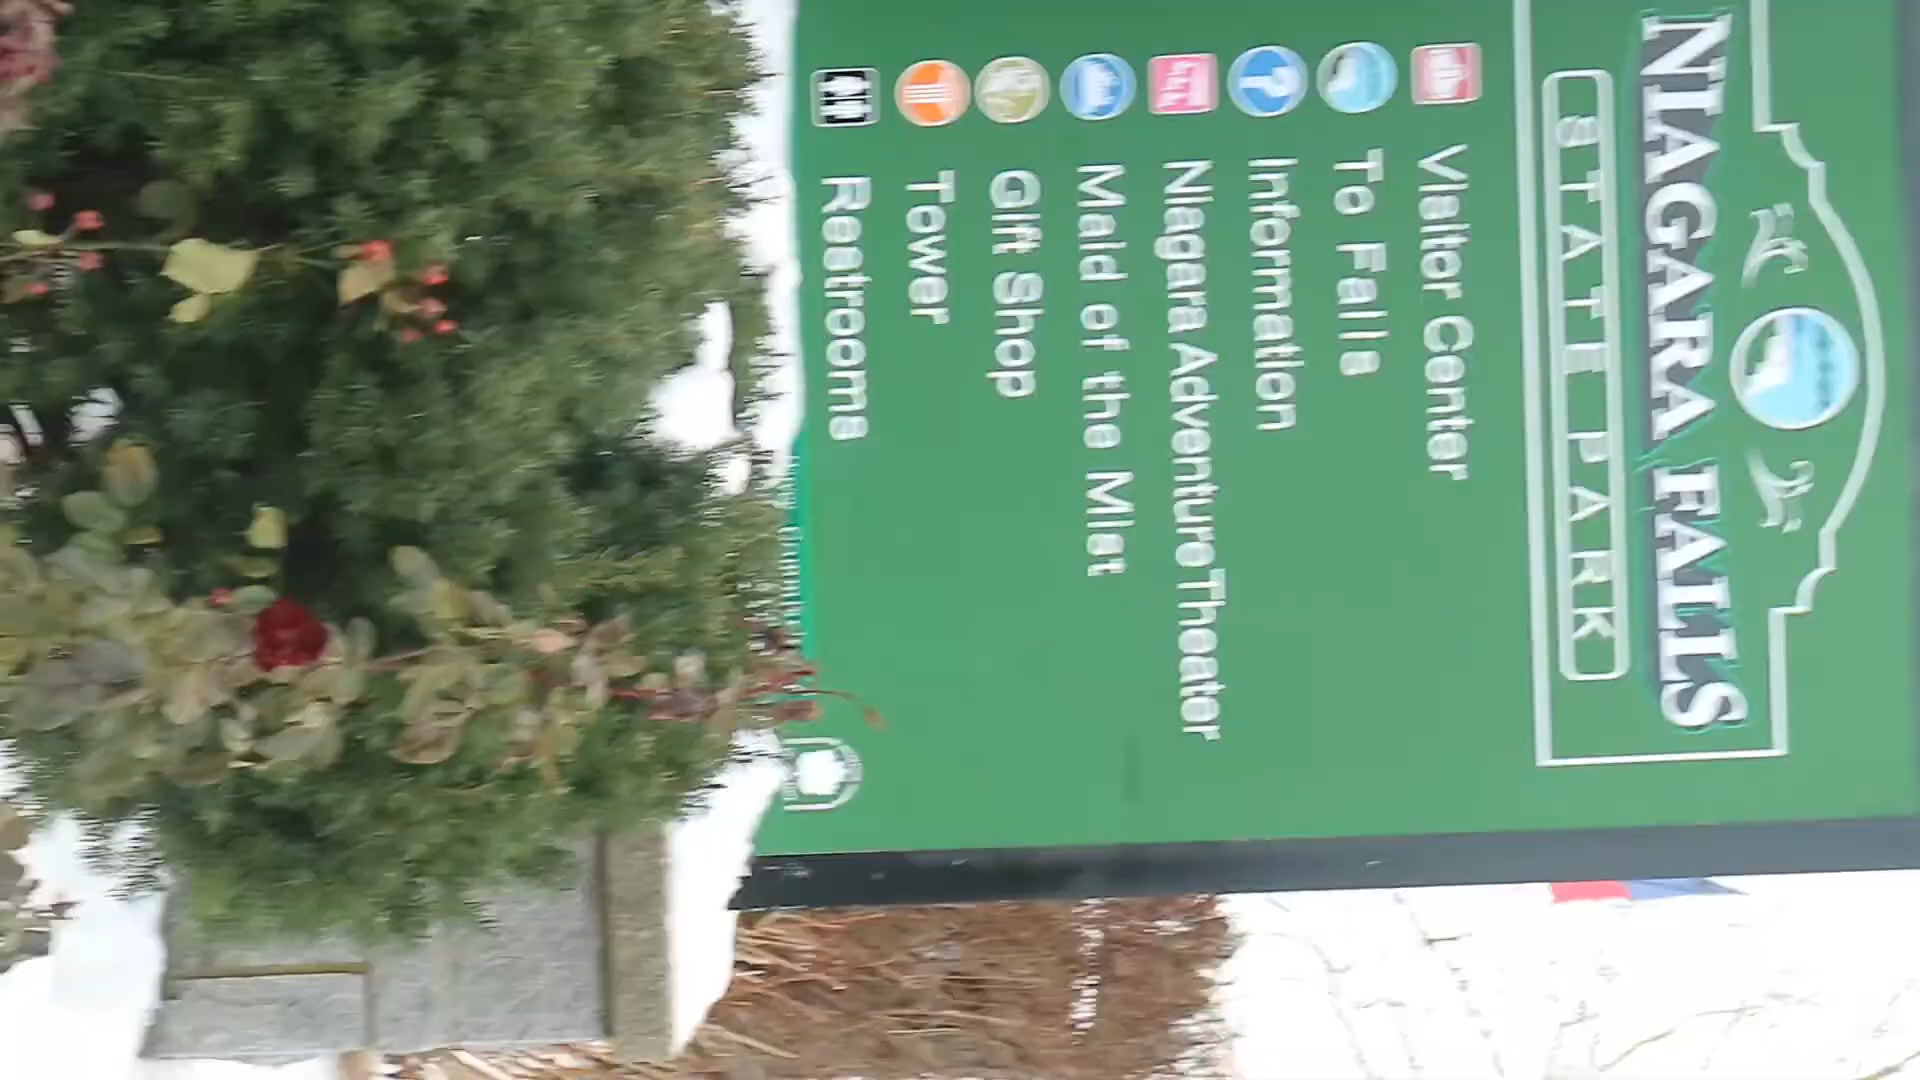 NIAGARA FALLS
STATE PARK
Visitor Center
To Falls
Information
Niagara Adventure Theater
Maid of the Mist
Gift Shop
Tower
Restrooms